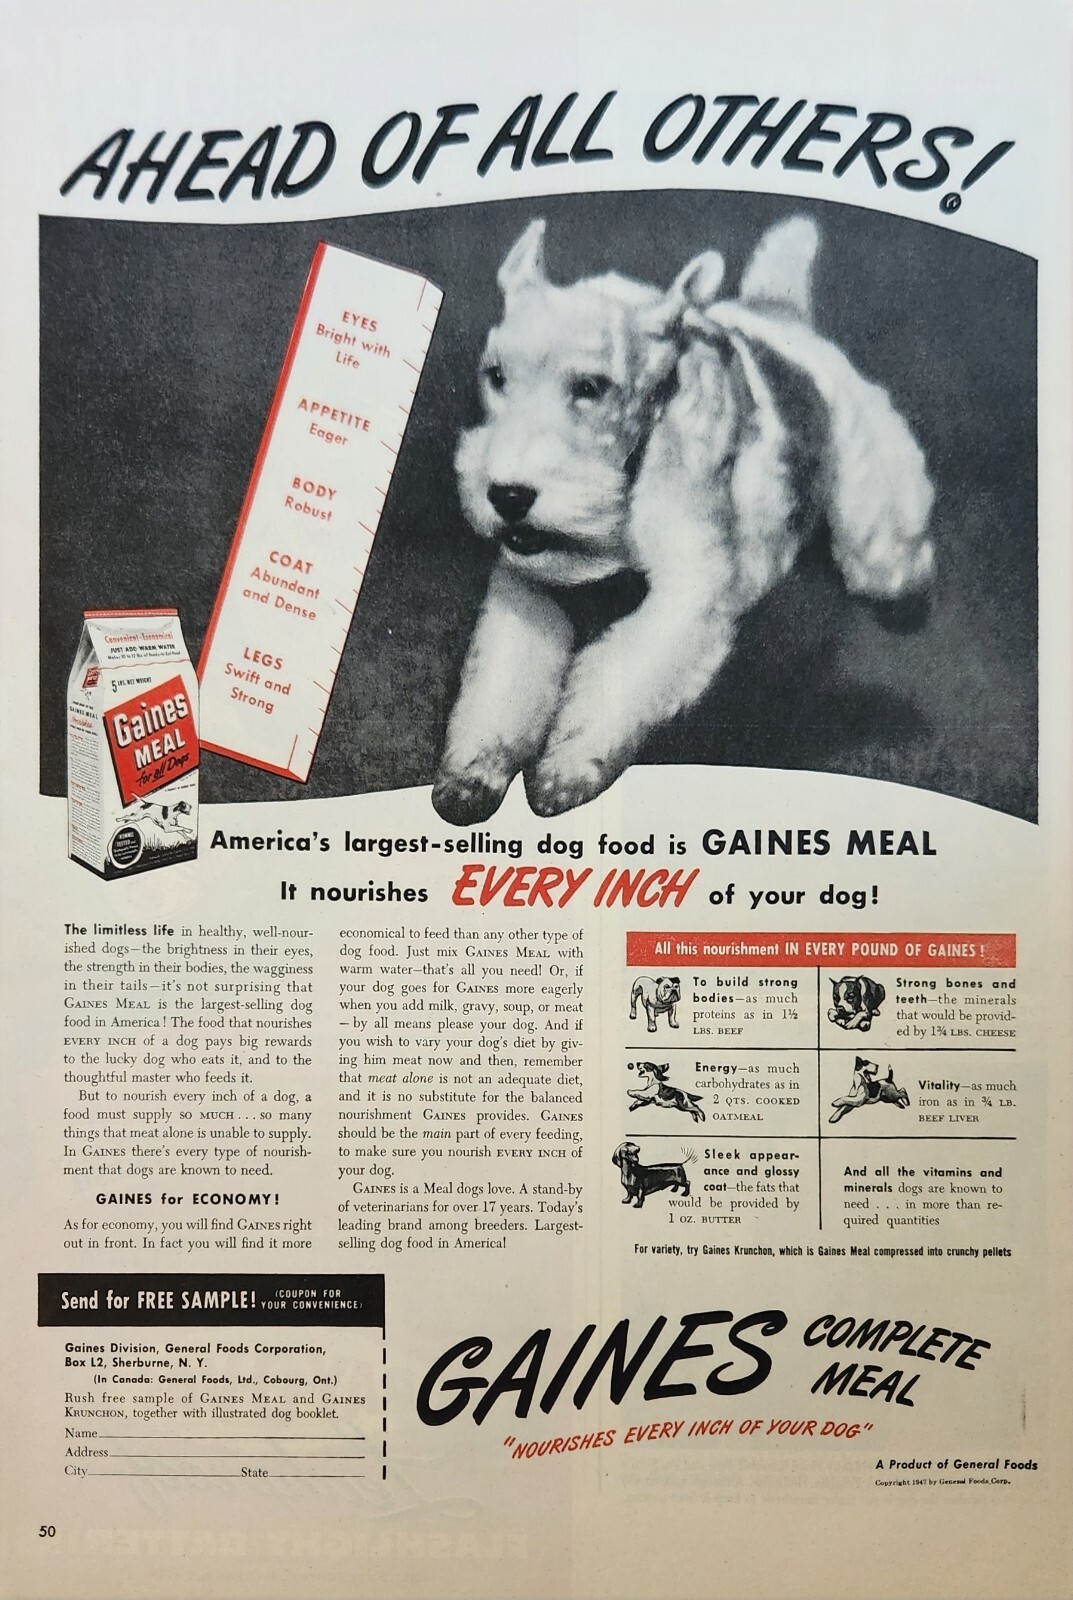 AHEAD OF ALL OTHERS!
EYES
Bright with
Life
APPETITE
Eager
BODY
Robust
COAT
Abundant
and Dense
LEGS
Swift and
Strong
Convenient-Economical
JUST ADD WARM WATER
5 LBS. NET WEIGHT
Gaines
MEAL
for all Dogs
America's largest-selling dog food is GAINES MEAL
It nourishes EVERY INCH of your dog!
The limitless life in healthy, well-nour-
ished dogs—the brightness in their eyes,
the strength in their bodies, the wagginess
in their tails—it's not surprising that
GAINES MEAL is the largest-selling dog
food in America! The food that nourishes
EVERY INCH of a dog pays big rewards
to the lucky dog who eats it, and to the
thoughtful master who feeds it.
But to nourish every inch of a dog, a
food must supply SO MUCH . . . so many
things that meat alone is unable to supply.
In GAINES there's every type of nourish-
ment that dogs are known to need.
GAINES for ECONOMY!
As for economy, you will find GAINES right
out in front. In fact you will find it more
economical to feed than any other type of
dog food. Just mix GAINES MEAL with
warm water—that's all you need! Or, if
your dog goes for GAINES more eagerly
when you add milk, gravy, soup, or meat
—by all means please your dog. And if
you wish to vary your dog's diet by giv-
ing him meat now and then, remember
that meat alone is not an adequate diet,
and it is no substitute for the balanced
nourishment GAINES provides. GAINES
should be the main part of every feeding,
to make sure you nourish EVERY INCH of
your dog.
GAINES is a Meal dogs love. A stand-by
of veterinarians for over 17 years. Today's
leading brand among breeders. Largest-
selling dog food in America!
All this nourishment IN EVERY POUND OF GAINES!
To build strong
bodies—as much
proteins as in 1½
LBS. BEEF
Strong bones and
teeth—the minerals
that would be provid-
ed by 1¾ LBS. CHEESE
Energy—as much
carbohydrates as in
2 QTS. COOKED
OATMEAL
Vitality—as much
iron as in ¾ LB.
BEEF LIVER
Sleek appear-
ance and glossy
coat—the fats that
would be provided by
1 OZ. BUTTER
And all the vitamins and
minerals dogs are known to
need . . . in more than re-
quired quantities
For variety, try Gaines Krunchon, which is Gaines Meal compressed into crunchy pellets
Send for FREE SAMPLE! (COUPON FOR
YOUR CONVENIENCE)
Gaines Division, General Foods Corporation,
Box L2, Sherburne, N. Y.
(In Canada: General Foods, Ltd., Cobourg, Ont.)
Rush free sample of GAINES MEAL and GAINES
KRUNCHON, together with illustrated dog booklet.
Name
Address
City State
GAINES COMPLETE
MEAL
"NOURISHES EVERY INCH OF YOUR DOG"
A Product of General Foods
Copyright 1947 by General Foods Corp.
50